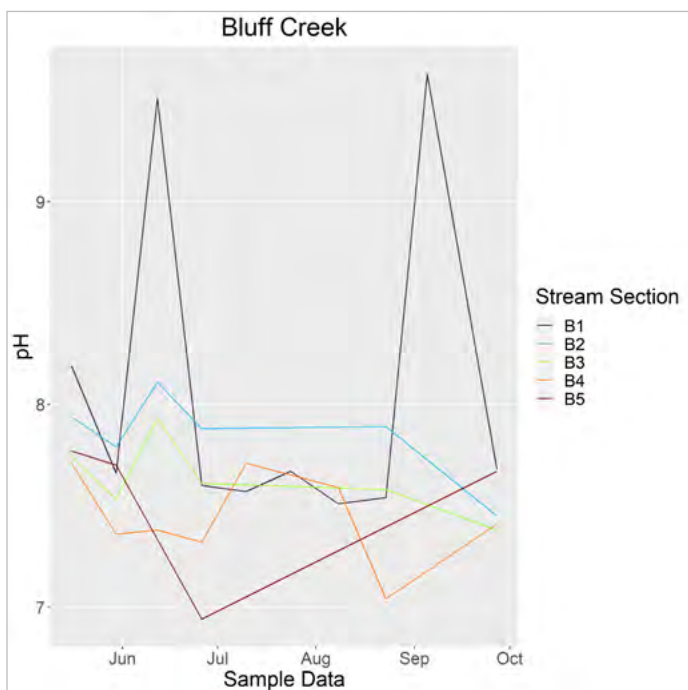 Bluff Creek
9
8
7
pH
Jun Jul Aug Sep Oct
Sample Data
Stream Section
B1
B2
B3
B4
B5